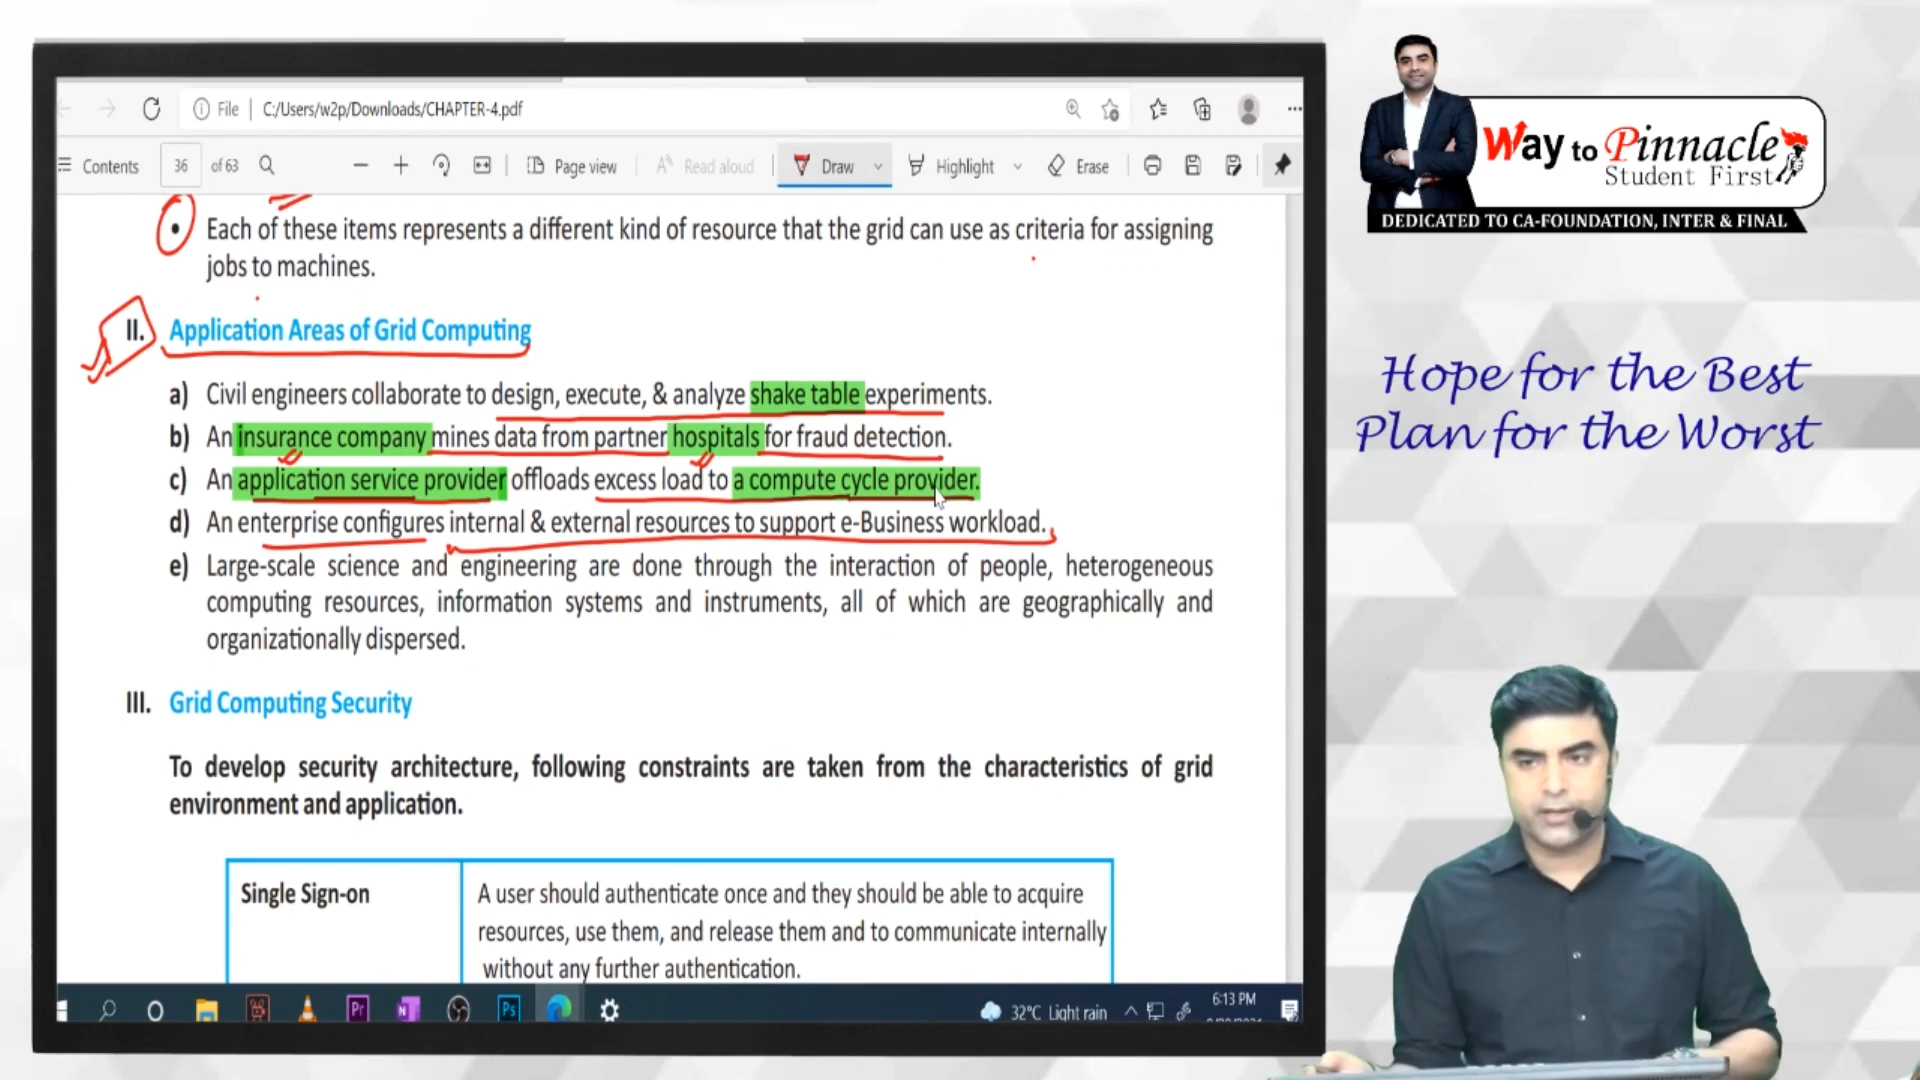 File C:/Users/w2p/Downloads/CHAPTER-4.pdf
Contents 36 of 63 Page view Read aloud Draw Highlight Erase
Each of these items represents a different kind of resource that the grid can use as criteria for assigning
jobs to machines.
II. Application Areas of Grid Computing
a) Civil engineers collaborate to design, execute, & analyze shake table experiments.
b) An insurance company mines data from partner hospitals for fraud detection.
c) An application service provider offloads excess load to a compute cycle provider.
d) An enterprise configures internal & external resources to support e-Business workload.
e) Large-scale science and engineering are done through the interaction of people, heterogeneous
computing resources, information systems and instruments, all of which are geographically and
organizationally dispersed.
III. Grid Computing Security
To develop security architecture, following constraints are taken from the characteristics of grid
environment and application.
Single Sign-on
A user should authenticate once and they should be able to acquire
resources, use them, and release them and to communicate internally
without any further authentication.
32°C Light rain
6:13 PM
Way to Pinnacle
Student First
DEDICATED TO CA-FOUNDATION, INTER & FINAL
Hope for the Best
Plan for the Worst